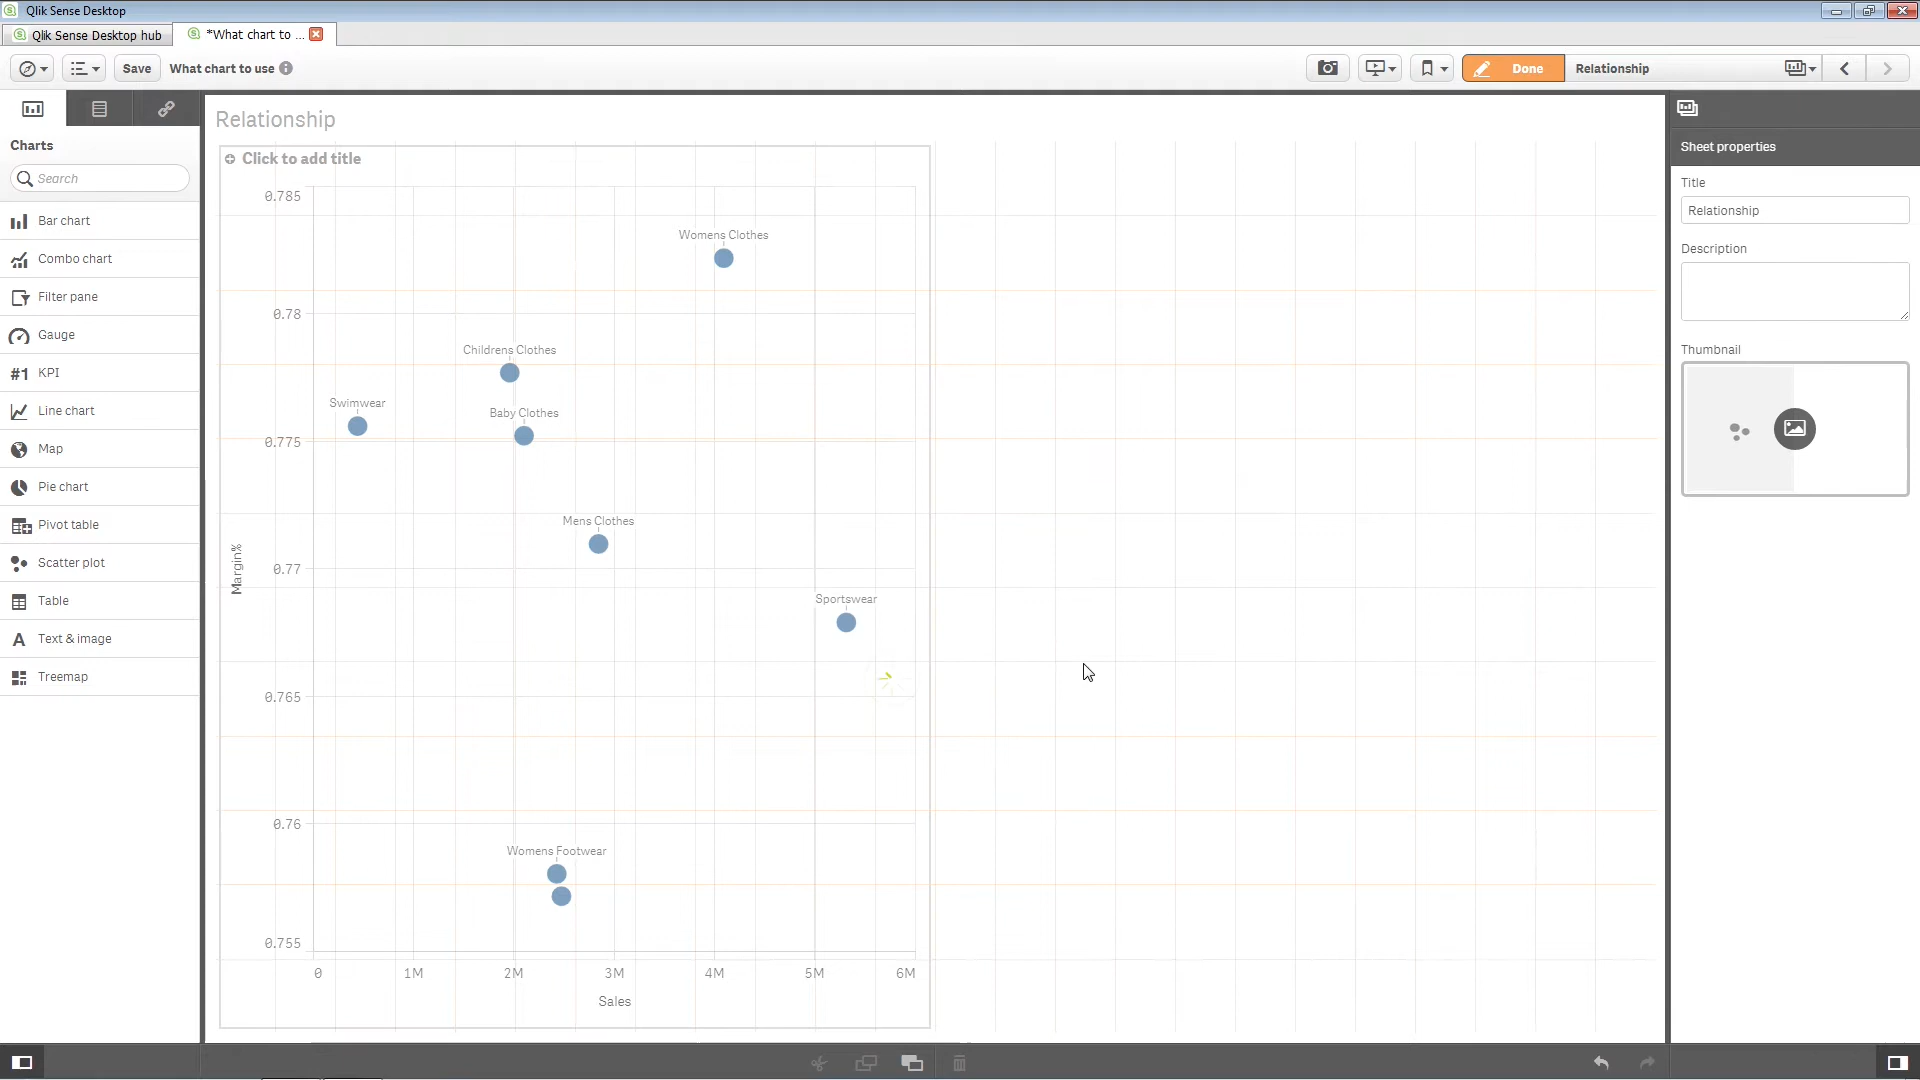 Qlik Sense Desktop
Qlik Sense Desktop hub
*What chart to ...
Save
What chart to use
Done
Relationship
Charts
Search
Bar chart
Combo chart
Filter pane
Gauge
#1 KPI
Line chart
Map
Pie chart
Pivot table
Scatter plot
Table
A Text & image
Treemap
Relationship
Click to add title
0.785
0.78
0.775
0.77
0.765
0.76
0.755
Margin%
Womens Clothes
Childrens Clothes
Swimwear
Baby Clothes
Mens Clothes
Sportswear
Womens Footwear
0 1M 2M 3M 4M 5M 6M
Sales
Sheet properties
Title
Relationship
Description
Thumbnail